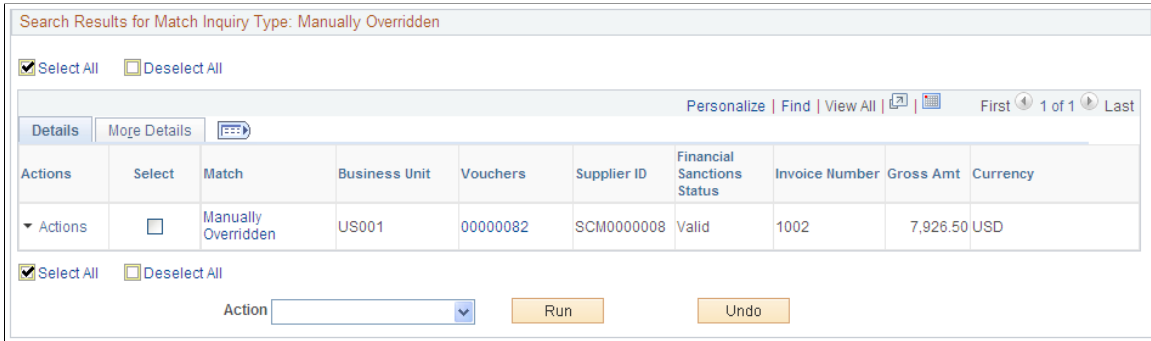 Search Results for Match Inquiry Type: Manually Overridden
Select All Deselect All
Personalize | Find | View All | | First 1 of 1 Last
Details More Details
Actions Select Match Business Unit Vouchers Supplier ID Financial Sanctions Status Invoice Number Gross Amt Currency
Actions Manually Overridden US001 00000082 SCM0000008 Valid 1002 7,926.50 USD
Select All Deselect All
Action Run Undo